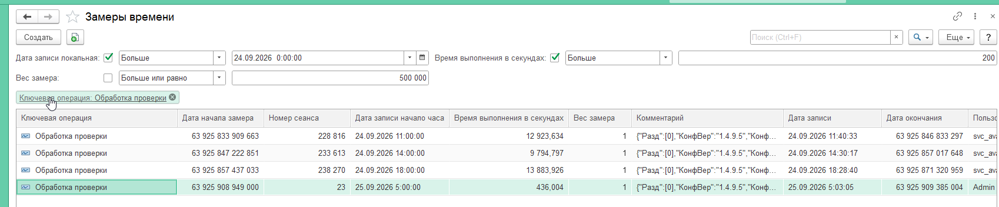 Замеры времени
Создать
Поиск (Ctrl+F)
Еще
?
Дата записи локальная: Больше 24.09.2026 0:00:00 Время выполнения в секундах: Больше 200
Вес замера: Больше или равно 500 000
Ключевая операция: Обработка проверки
Ключевая операция Дата начала замера Номер сеанса Дата записи начало часа Время выполнения в секундах Вес замера Комментарий Дата записи Дата окончания Пользо
Обработка проверки 63 925 833 909 663 228 816 24.09.2026 11:00:00 12 923,634 1 {"Разд":[0],"КонфВер":"1.4.9.5","Конф... 24.09.2026 11:40:33 63 925 846 833 297 svc_ava
Обработка проверки 63 925 847 222 851 233 613 24.09.2026 14:00:00 9 794,797 1 {"Разд":[0],"КонфВер":"1.4.9.5","Конф... 24.09.2026 14:30:17 63 925 857 017 648 svc_ava
Обработка проверки 63 925 857 437 033 238 270 24.09.2026 18:00:00 13 883,926 1 {"Разд":[0],"КонфВер":"1.4.9.5","Конф... 24.09.2026 18:28:40 63 925 871 320 959 svc_ava
Обработка проверки 63 925 908 949 000 23 25.09.2026 5:00:00 436,004 1 {"Разд":[0],"КонфВер":"1.4.9.5","Конф... 25.09.2026 5:03:05 63 925 909 385 004 Admin